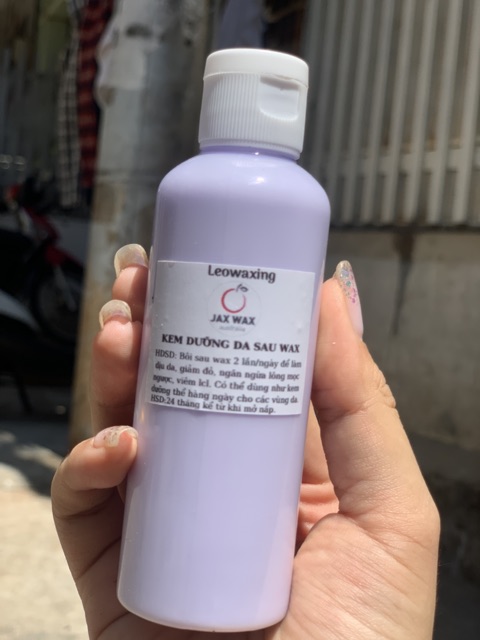 Leowaxing
JAX WAX
Australia
KEM DƯỠNG DA SAU WAX
HDSD: Bôi sau wax 2 lần/ngày để làm
dịu da, giảm đỏ, ngăn ngừa lông mọc
ngược, viêm lcl. Có thể dùng như kem
dưỡng thể hàng ngày cho các vùng da
HSD:24 tháng kể từ khi mở nắp.